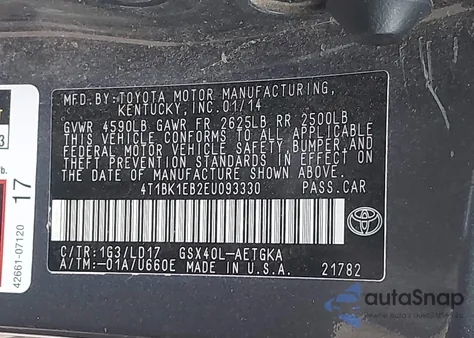 MFD.BY:TOYOTA MOTOR MANUFACTURING,
KENTUCKY, INC.01/14
GVWR 4590LB GAWR FR 2625LB RR 2500LB
THIS VEHICLE CONFORMS TO ALL APPLICABLE
FEDERAL MOTOR VEHICLE SAFETY,BUMPER,AND
THEFT PREVENTION STANDARDS IN EFFECT ON
THE DATE OF MANUFACTURE SHOWN ABOVE.
4T1BK1EB2EU093330 PASS.CAR
C/TR:1G3/LD17 GSX40L-AETGKA
A/TM:-01A/U660E MADE IN U.S.A. 21782
TOYOTA
3
17
42661-07120
autoSnap